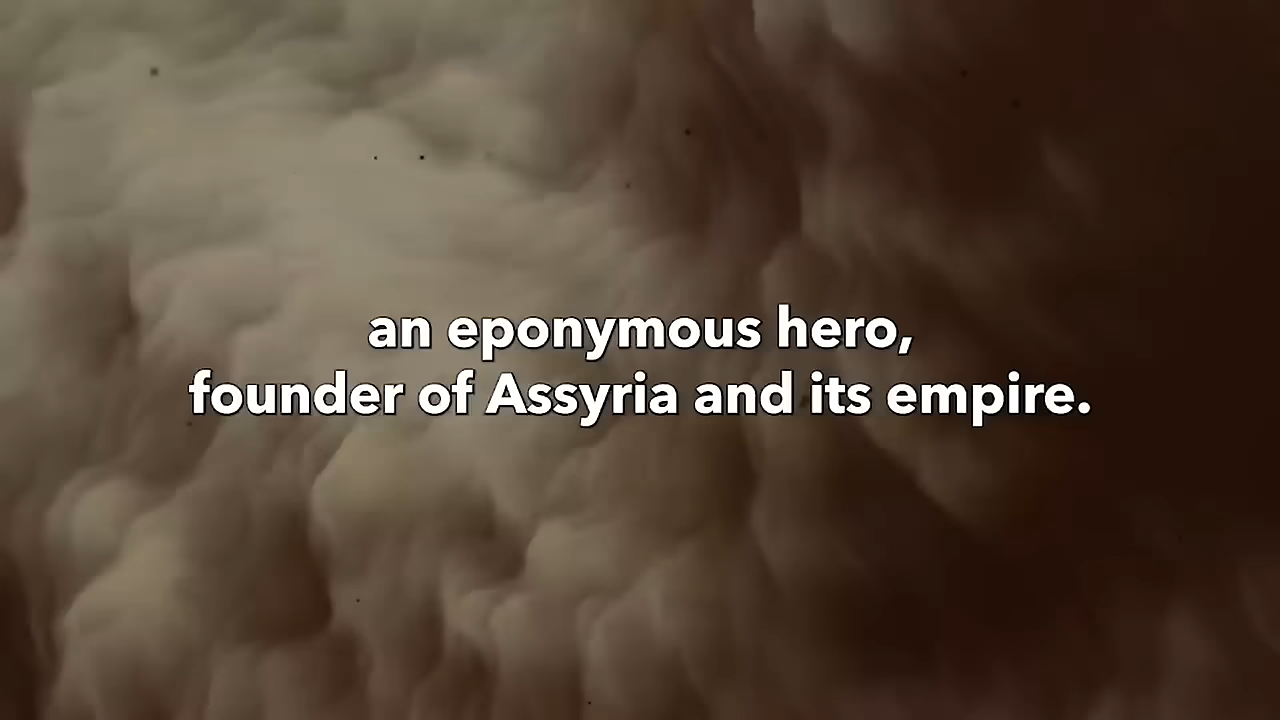 an eponymous hero,
founder of Assyria and its empire.